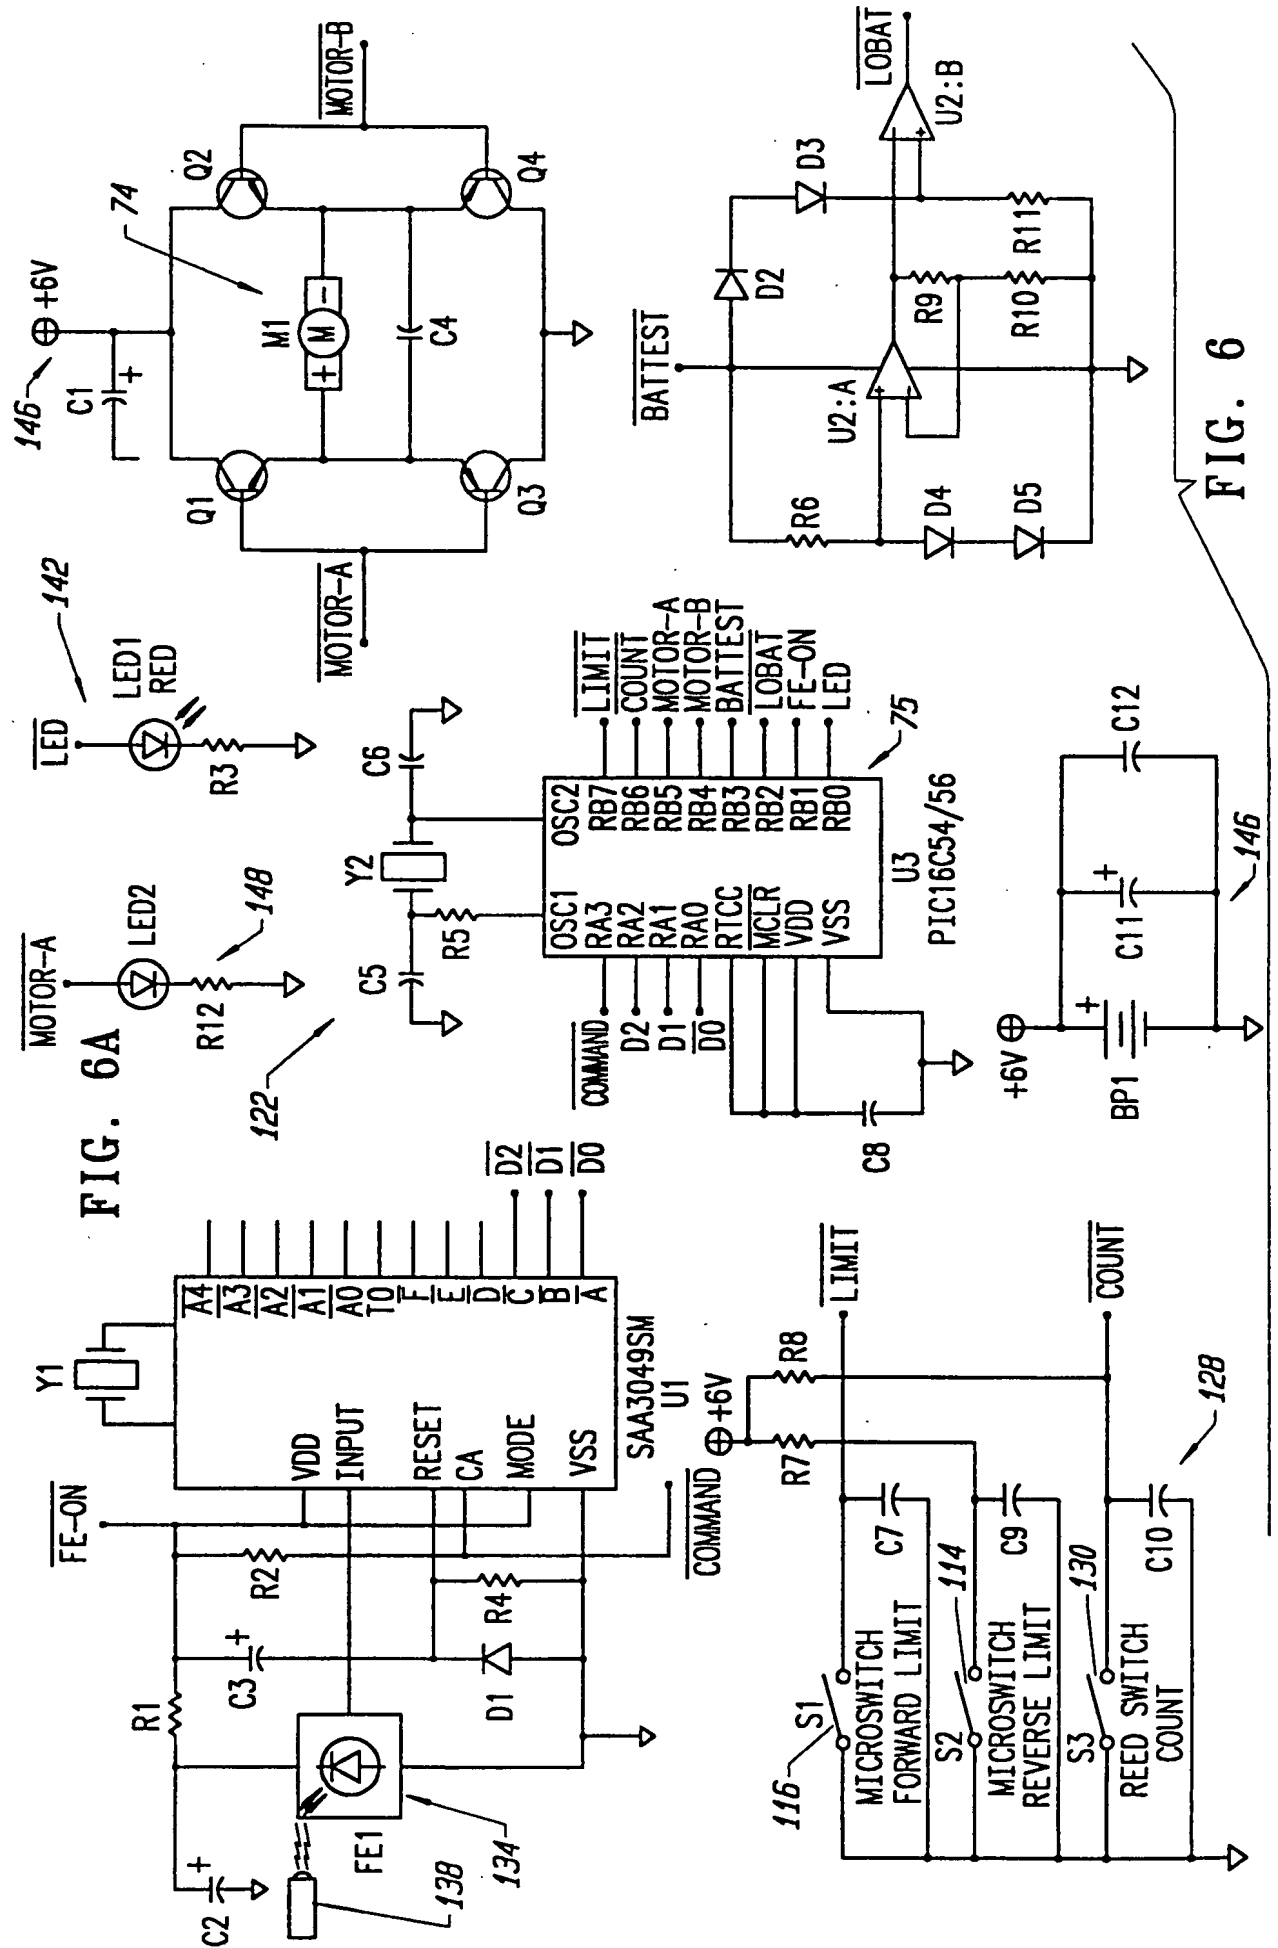 FIG. 6A
FE-ON
R1
C2
+
C3
+
R2
R4
D1
FE1
138
134
Y1
VDD
INPUT
RESET
CA
MODE
VSS
A4
A3
A2
A1
A0
TO
F
E
D
C
B
A
D2
D1
D0
SAA3049SM
U1
COMMAND
MOTOR-A
LED2
R12
148
LED
LED1
RED
R3
142
122
Y2
C5
C6
R5
OSC1
OSC2
RA3
RA2
RA1
RA0
RTCC
MCLR
VDD
VSS
RB7
RB6
RB5
RB4
RB3
RB2
RB1
RB0
COMMAND
D2
D1
D0
LIMIT
COUNT
MOTOR-A
MOTOR-B
BATTEST
LOBAT
FE-ON
LED
C8
U3
PIC16C54/56
75
146
+6V
C1
+
74
Q1
Q2
Q3
Q4
M1
+
M
-
C4
MOTOR-A
MOTOR-B
BATTEST
D2
D3
R6
U2:A
+
-
R9
R10
R11
D4
D5
U2:B
-
+
LOBAT
+6V
R7
R8
LIMIT
COUNT
S1
116
MICROSWITCH
FORWARD LIMIT
C7
S2
114
MICROSWITCH
REVERSE LIMIT
C9
S3
130
REED SWITCH
COUNT
C10
128
+6V
BP1
+
C11
+
C12
146
FIG. 6